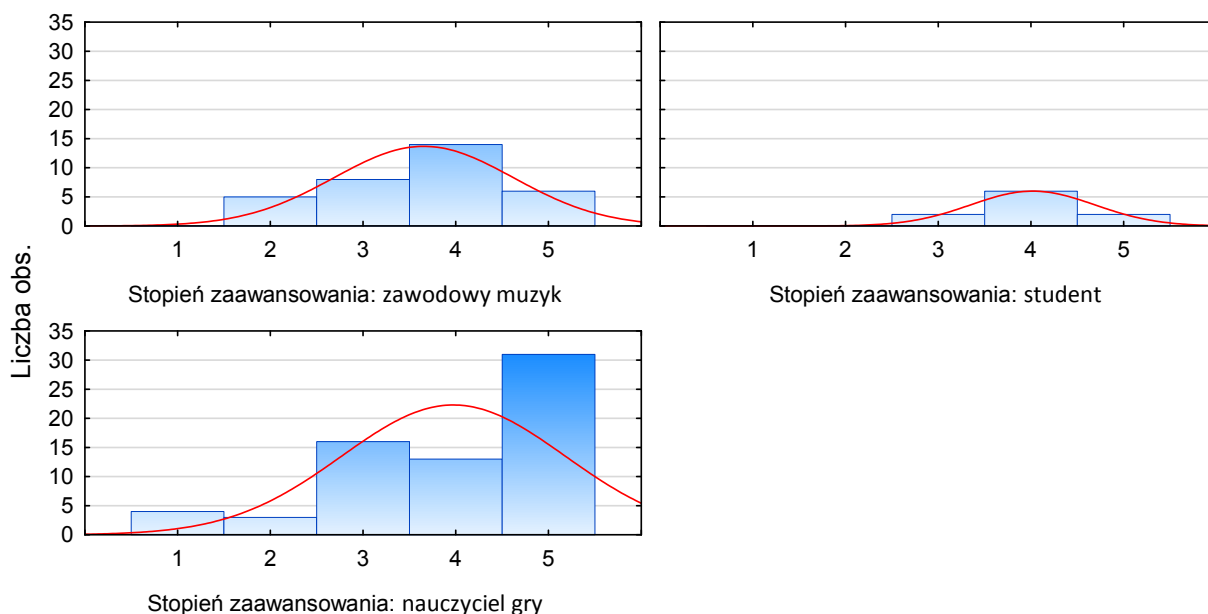 35
30
25
20
15
10
5
0
1 2 3 4 5
Stopień zaawansowania: zawodowy muzyk
1 2 3 4 5
Stopień zaawansowania: student
Liczba obs.
35
30
25
20
15
10
5
0
1 2 3 4 5
Stopień zaawansowania: nauczyciel gry